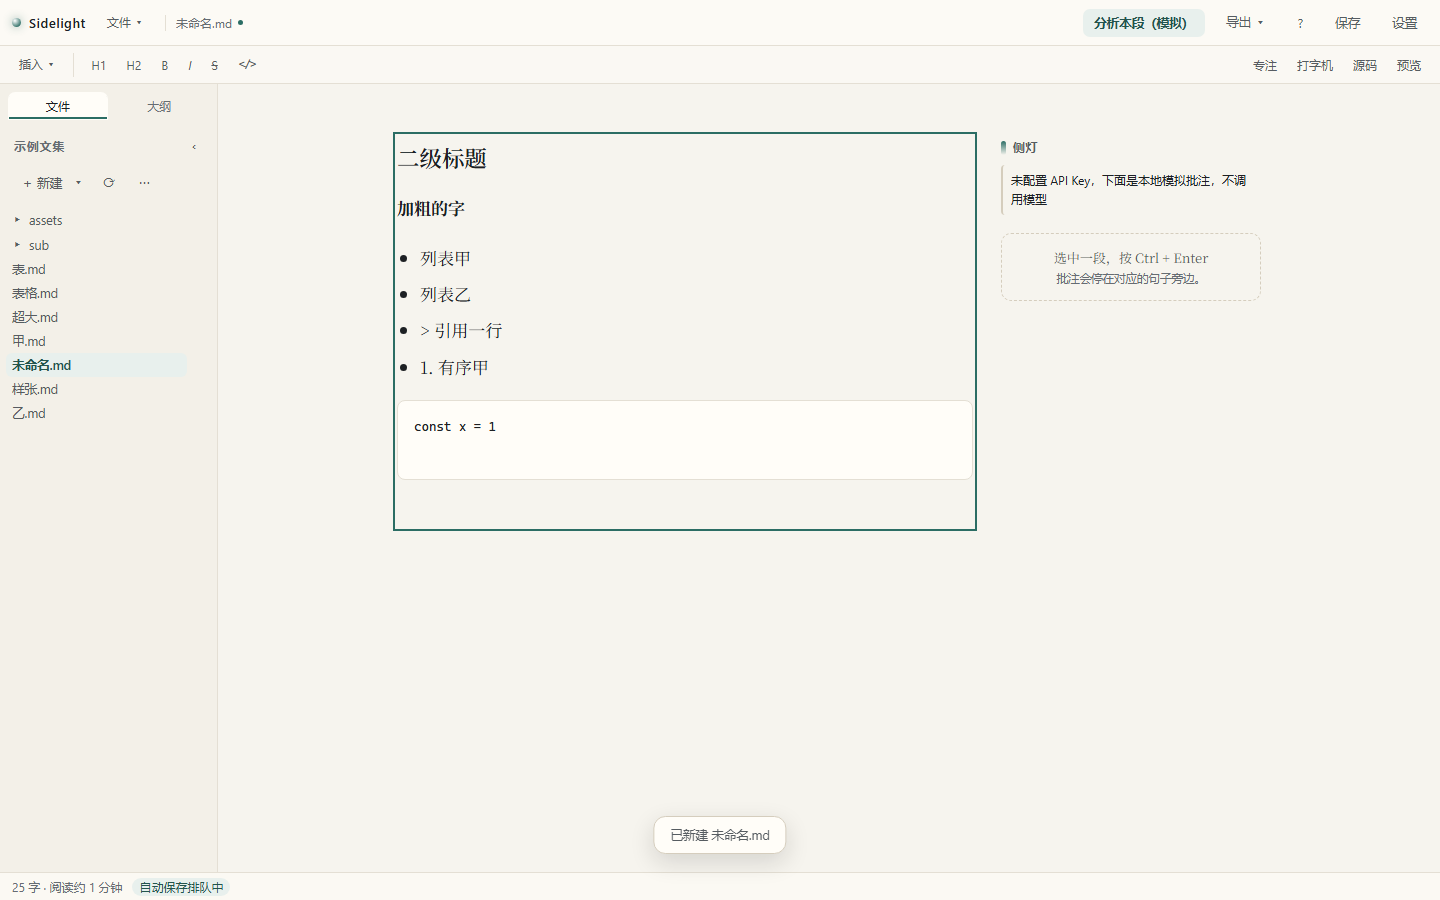 Sidelight 文件 未命名.md 分析本段（模拟） 导出 ? 保存 设置
插入 H1 H2 B I S </> 专注 打字机 源码 预览
文件 大纲
示例文集 ‹
+ 新建 ···
assets
sub
表.md
表格.md
超大.md
甲.md
未命名.md
样张.md
乙.md
二级标题
加粗的字
• 列表甲
• 列表乙
• > 引用一行
• 1. 有序甲
const x = 1
侧灯
未配置 API Key，下面是本地模拟批注，不调
用模型
选中一段，按 Ctrl + Enter
批注会停在对应的句子旁边。
已新建 未命名.md
25 字 · 阅读约 1 分钟 自动保存排队中